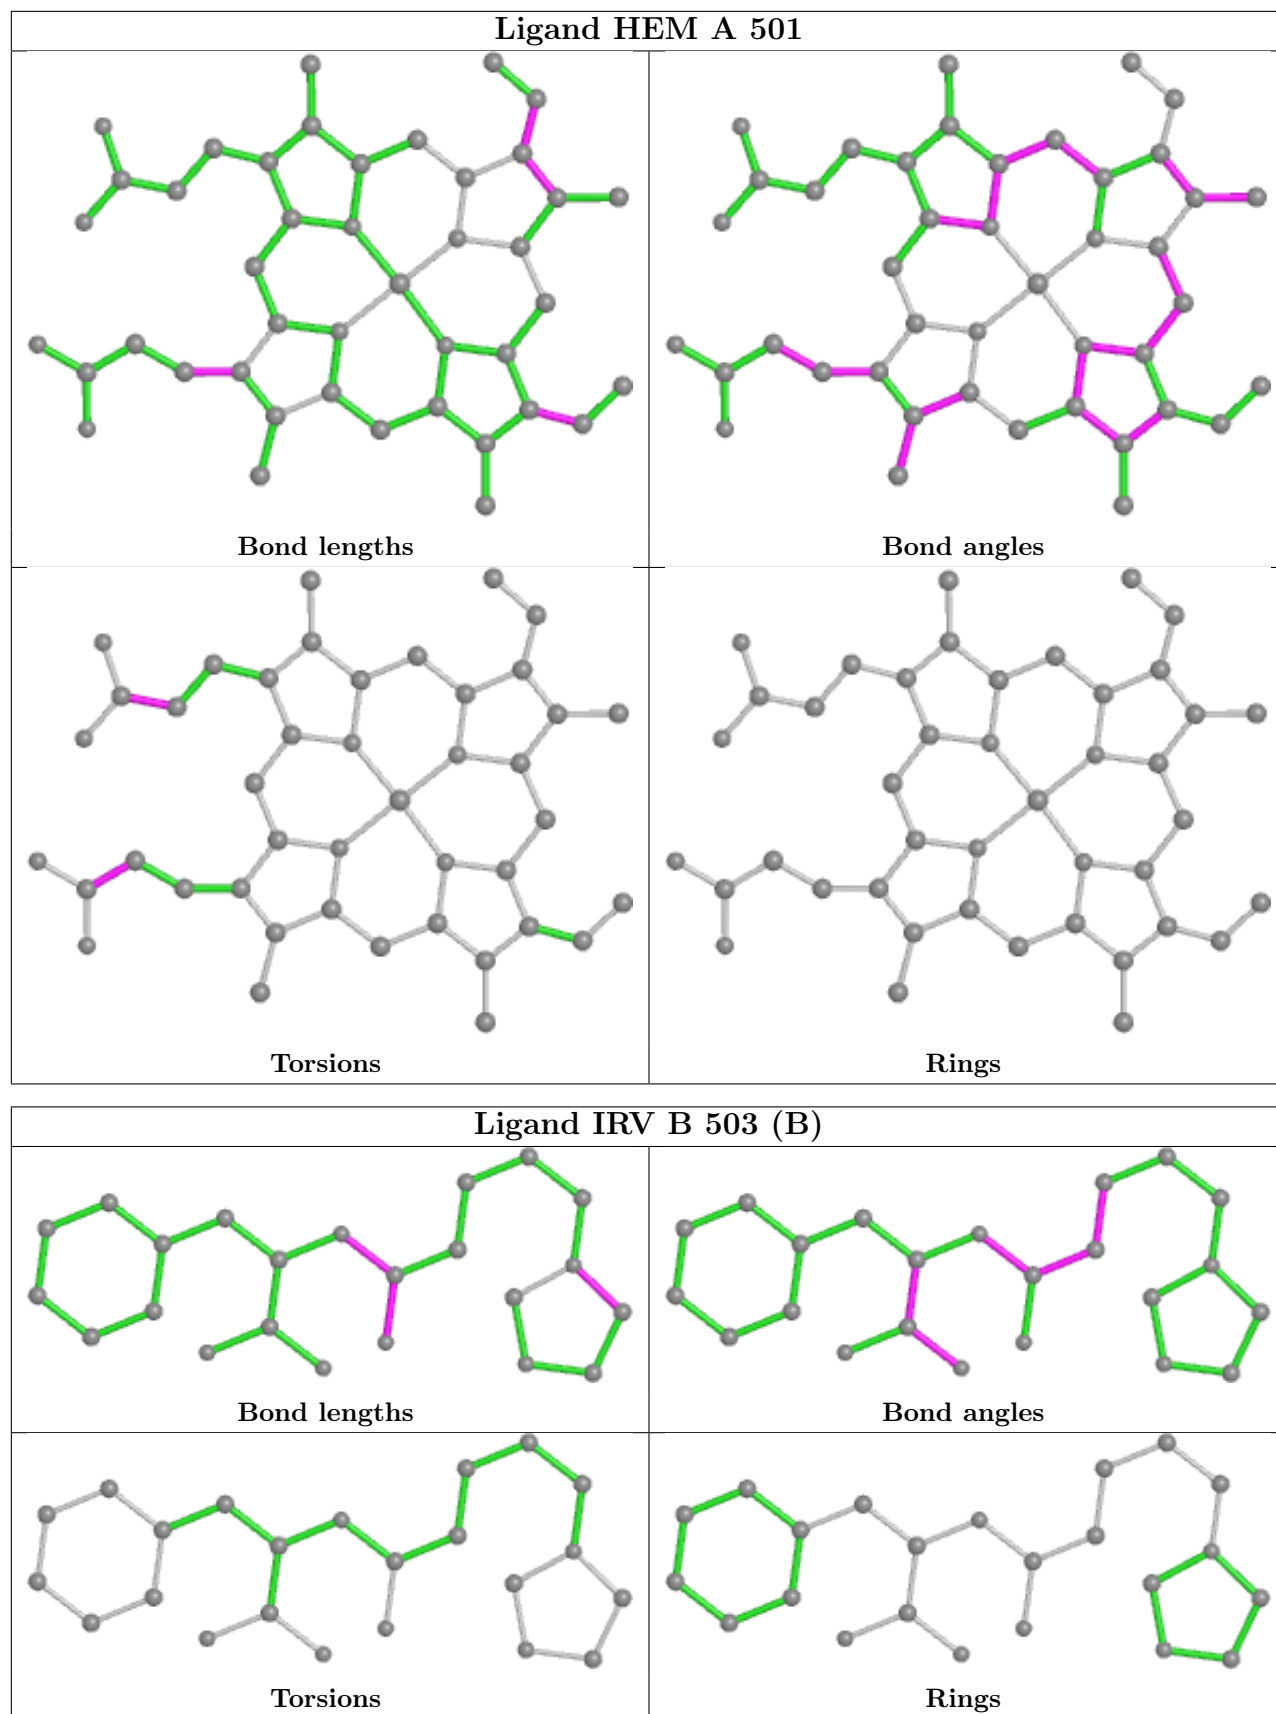 Ligand HEM A 501
Bond lengths
Bond angles
Torsions
Rings
Ligand IRV B 503 (B)
Bond lengths
Bond angles
Torsions
Rings